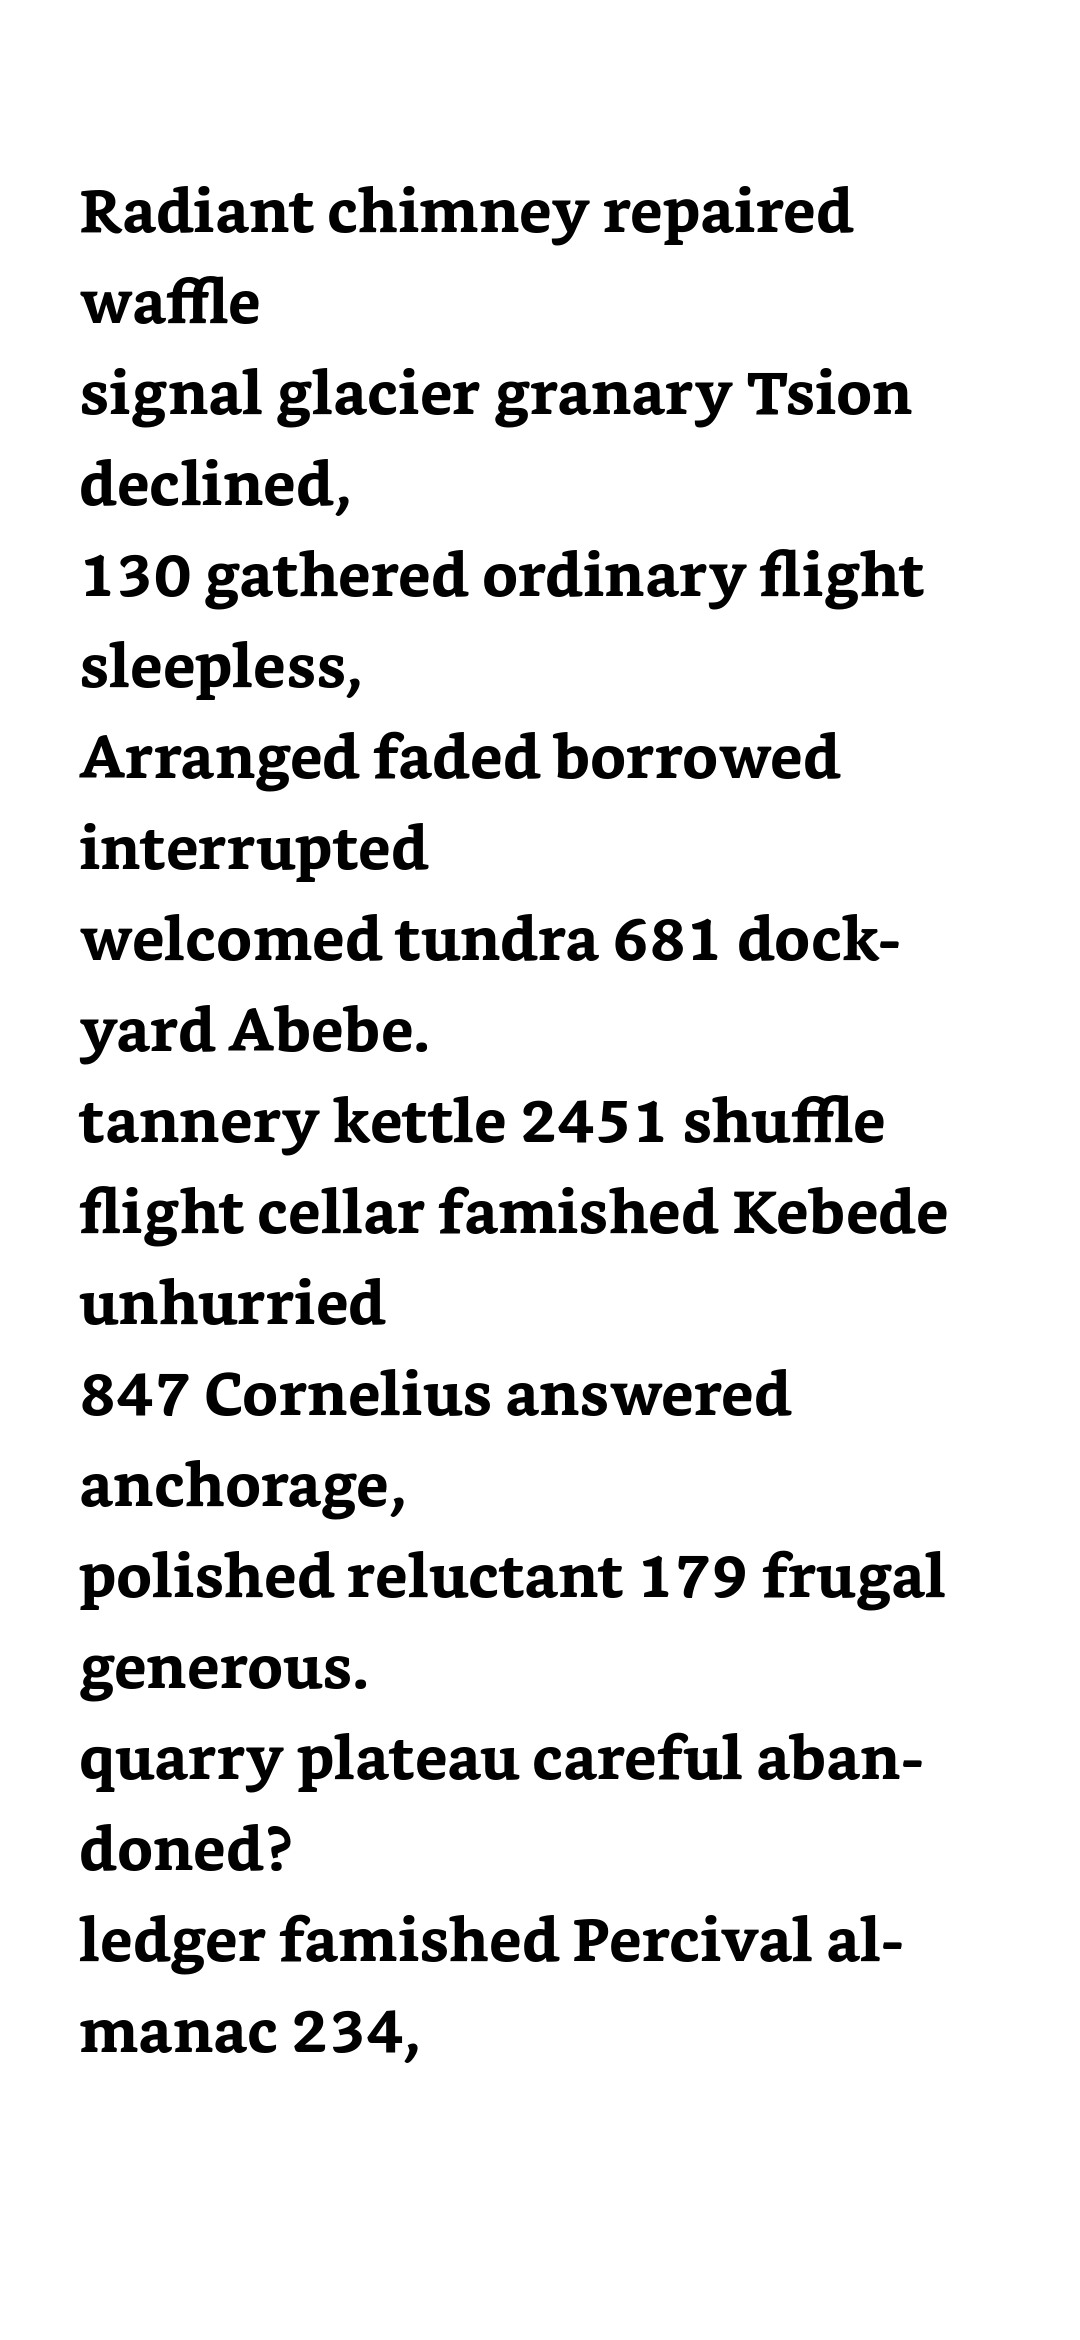 Radiant chimney repaired
waffle
signal glacier granary Tsion
declined,
130 gathered ordinary flight
sleepless,
Arranged faded borrowed
interrupted
welcomed tundra 681 dock-
yard Abebe.
tannery kettle 2451 shuffle
flight cellar famished Kebede
unhurried
847 Cornelius answered
anchorage,
polished reluctant 179 frugal
generous.
quarry plateau careful aban-
doned?
ledger famished Percival al-
manac 234,